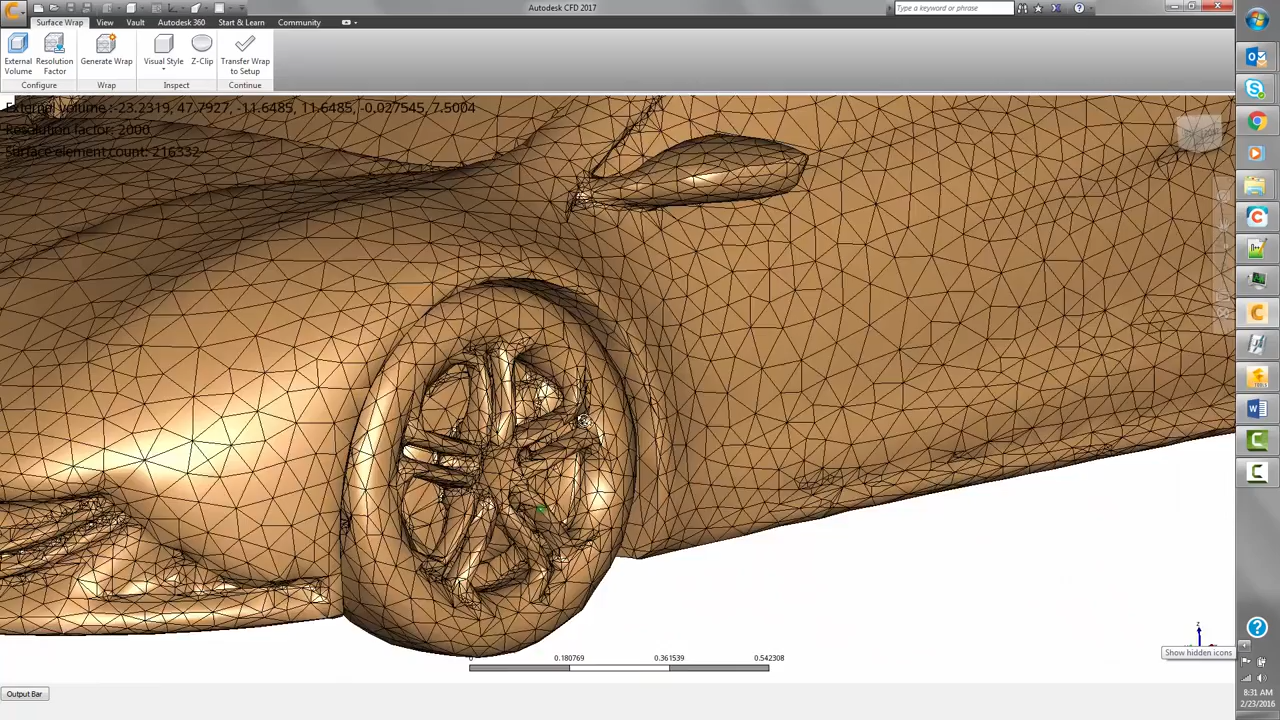 Autodesk CFD 2017
Type a keyword or phrase
Surface Wrap View Vault Autodesk 360 Start & Learn Community
External Volume
Resolution Factor
Generate Wrap
Visual Style
Z-Clip
Transfer Wrap to Setup
Configure Wrap Inspect Continue
External volume: -23.2319, 47.7927, -11.6485, 11.6485, -0.027545, 7.5004
Resolution factor: 2000
Surface element count: 216332
0.180769 0.361539 0.542308
z
Show hidden icons
Output Bar
8:31 AM
2/23/2016